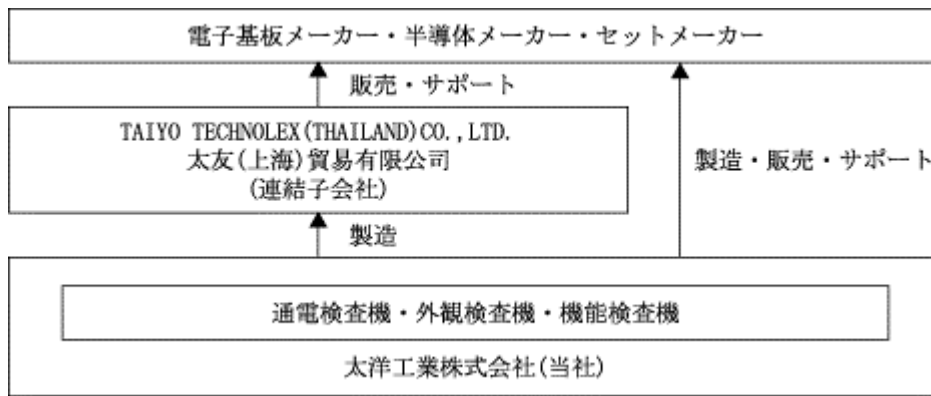 電子基板メーカー・半導体メーカー・セットメーカー
販売・サポート
TAIYO TECHNOLEX(THAILAND)CO.,LTD.
太友(上海)貿易有限公司
(連結子会社)
製造・販売・サポート
製造
通電検査機・外観検査機・機能検査機
太洋工業株式会社(当社)